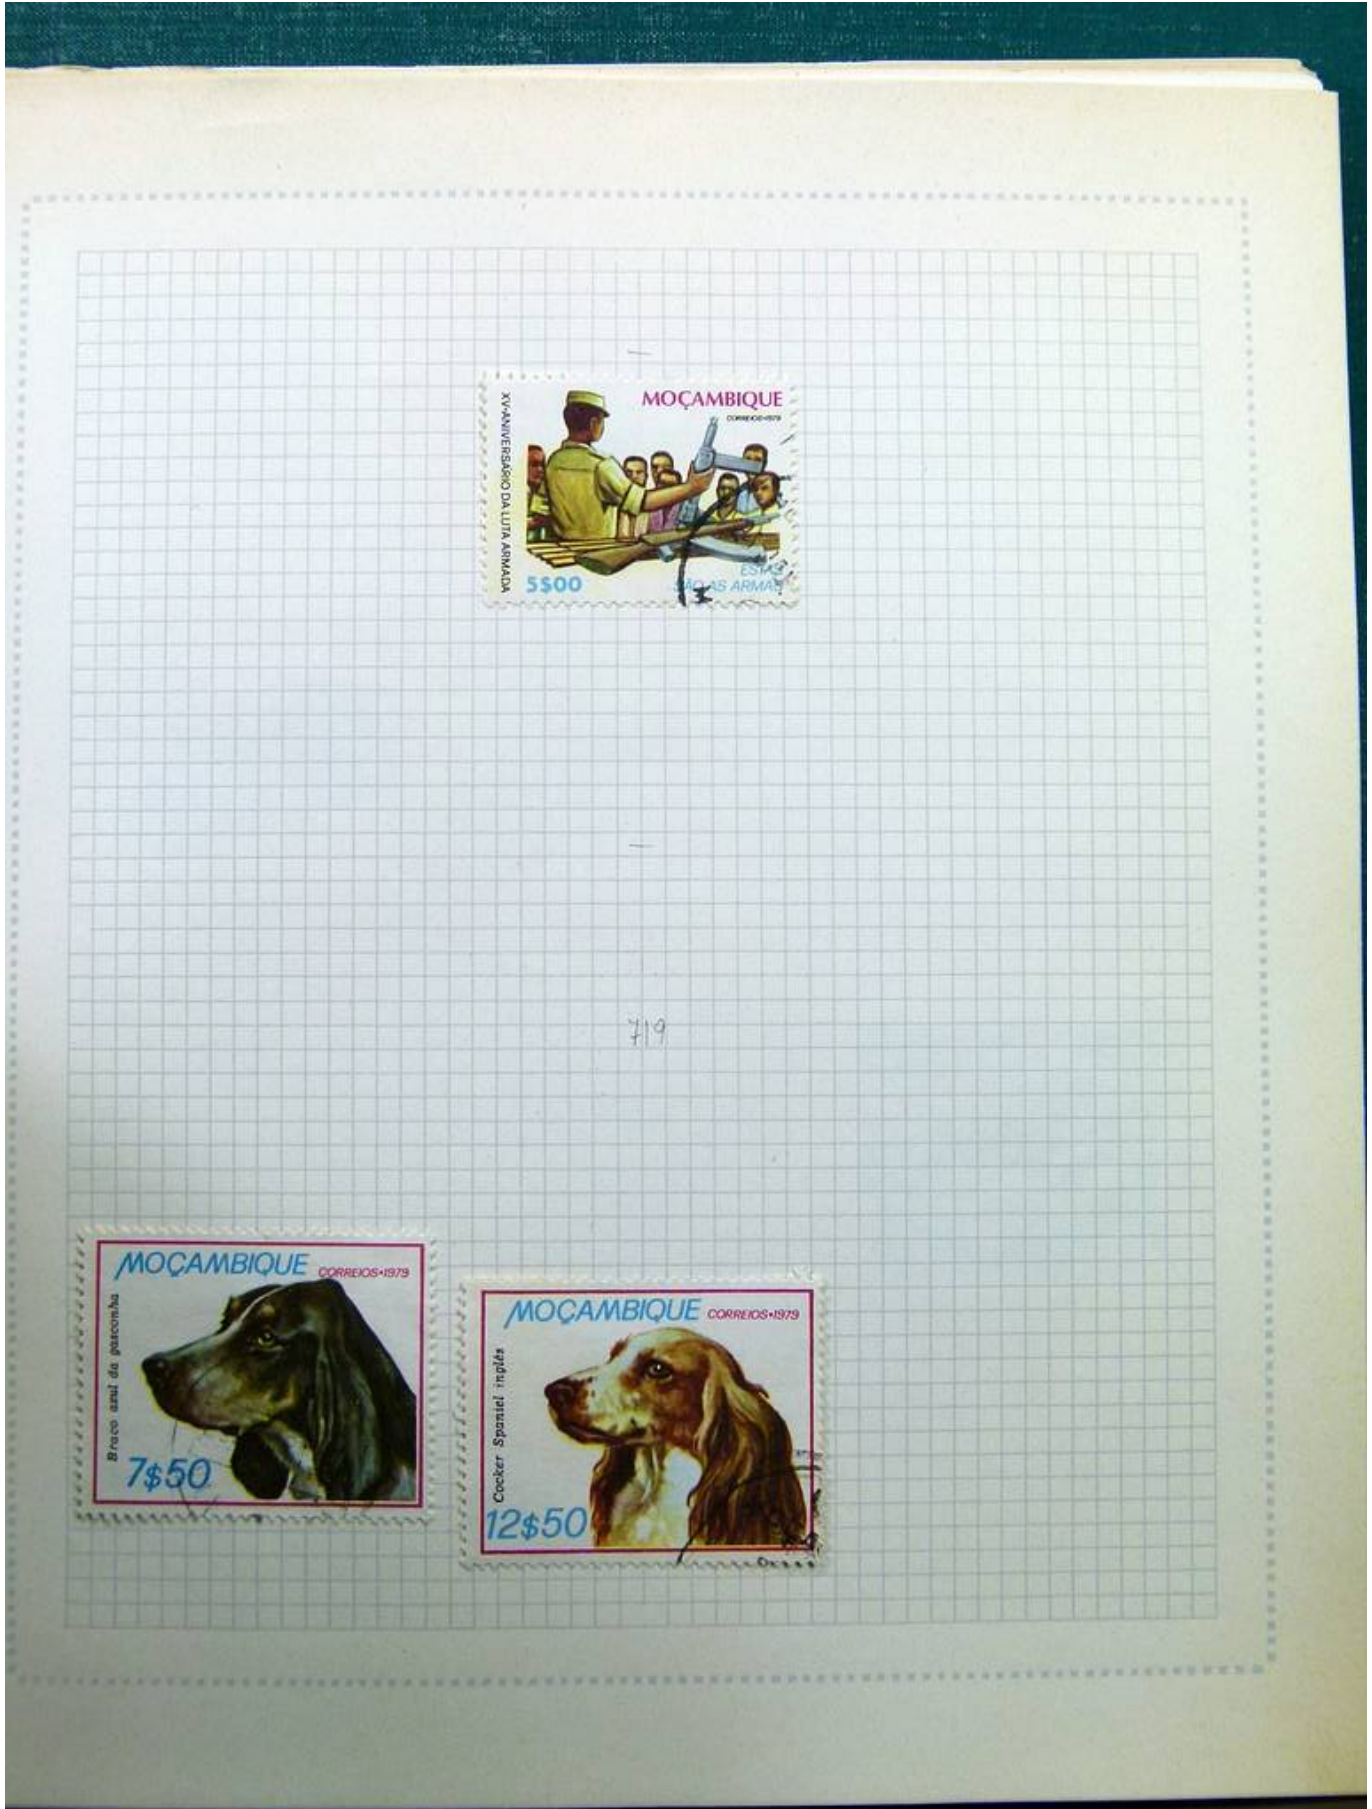 MOÇAMBIQUE
CORREIOS•1979
XV-ANIVERSÁRIO DA LUTA ARMADA
5$00
ESTAS
SÃO AS ARMAS
719
MOÇAMBIQUE
CORREIOS•1979
Braco azul da gasconha
7$50
MOÇAMBIQUE
CORREIOS•1979
Cocker Spaniel inglês
12$50